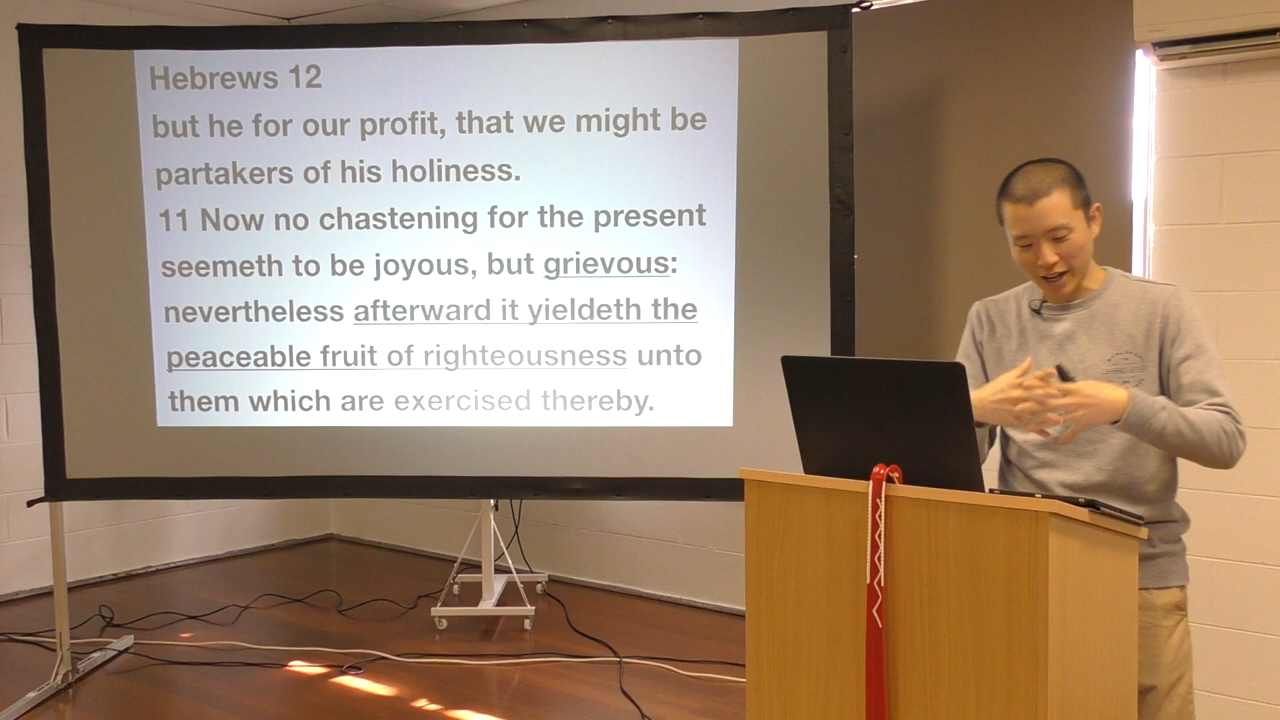 Hebrews 12
but he for our profit, that we might be
partakers of his holiness.
11 Now no chastening for the present
seemeth to be joyous, but grievous:
nevertheless afterward it yieldeth the
peaceable fruit of righteousness unto
them which are exercised thereby.